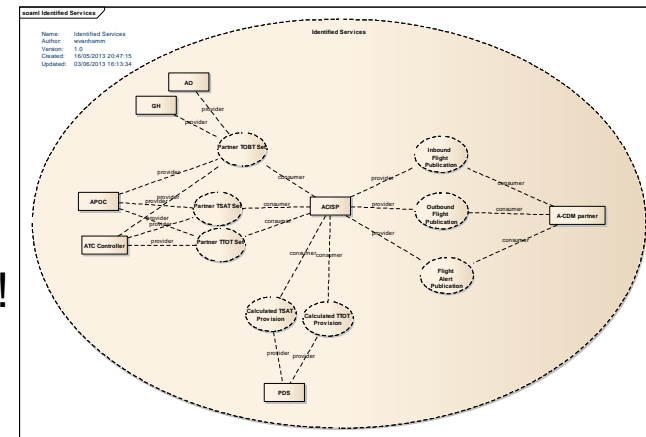 soaml Identified Services
Name: Identified Services
Author: wvanhamm
Version: 1.0
Created: 16/05/2013 20:47:15
Updated: 03/06/2013 16:13:34
Identified Services
AO
GH
provider
provider
Partner TOBT Set
provider
consumer
Inbound
Flight
Publication
provider
consumer
APOC
provider
provider
Partner TSAT Set
consumer
ACISP
provider
Outbound
Flight
Publication
consumer
A-CDM partner
provider
ATC Controller
provider
Partner TTOT Set
consumer
provider
consumer
consumer
consumer
Flight
Alert
Publication
Calculated TSAT
Provision
Calculated TTOT
Provision
provider
provider
PDS
!